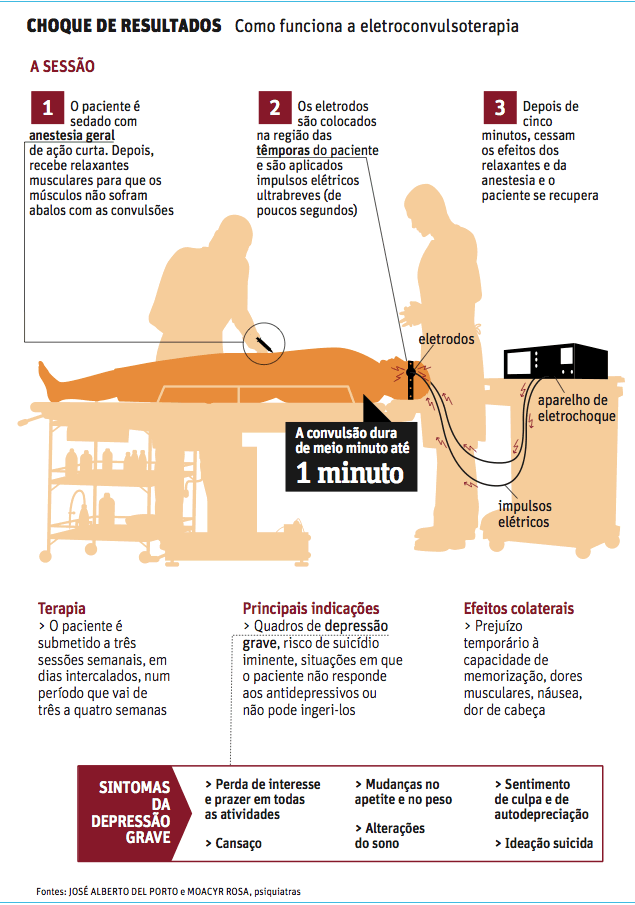 CHOQUE DE RESULTADOS Como funciona a eletroconvulsoterapia
A SESSÃO
1 O paciente é
sedado com
anestesia geral
de ação curta. Depois,
recebe relaxantes
musculares para que os
músculos não sofram
abalos com as convulsões
2 Os eletrodos
são colocados
na região das
têmporas do paciente
e são aplicados
impulsos elétricos
ultrabreves (de
poucos segundos)
3 Depois de
cinco
minutos, cessam
os efeitos dos
relaxantes e da
anestesia e o
paciente se recupera
eletrodos
aparelho de
eletrochoque
A convulsão dura
de meio minuto até
1 minuto
impulsos
elétricos
Terapia
> O paciente é
submetido a três
sessões semanais, em
dias intercalados, num
período que vai de
três a quatro semanas
Principais indicações
> Quadros de depressão
grave, risco de suicídio
iminente, situações em que
o paciente não responde
aos antidepressivos ou
não pode ingeri-los
Efeitos colaterais
> Prejuízo
temporário à
capacidade de
memorização, dores
musculares, náusea,
dor de cabeça
SINTOMAS
DA
DEPRESSÃO
GRAVE
> Perda de interesse
e prazer em todas
as atividades
> Cansaço
> Mudanças no
apetite e no peso
> Alterações
do sono
> Sentimento
de culpa e de
autodepreciação
> Ideação suicida
Fontes: JOSÉ ALBERTO DEL PORTO e MOACYR ROSA, psiquiatras